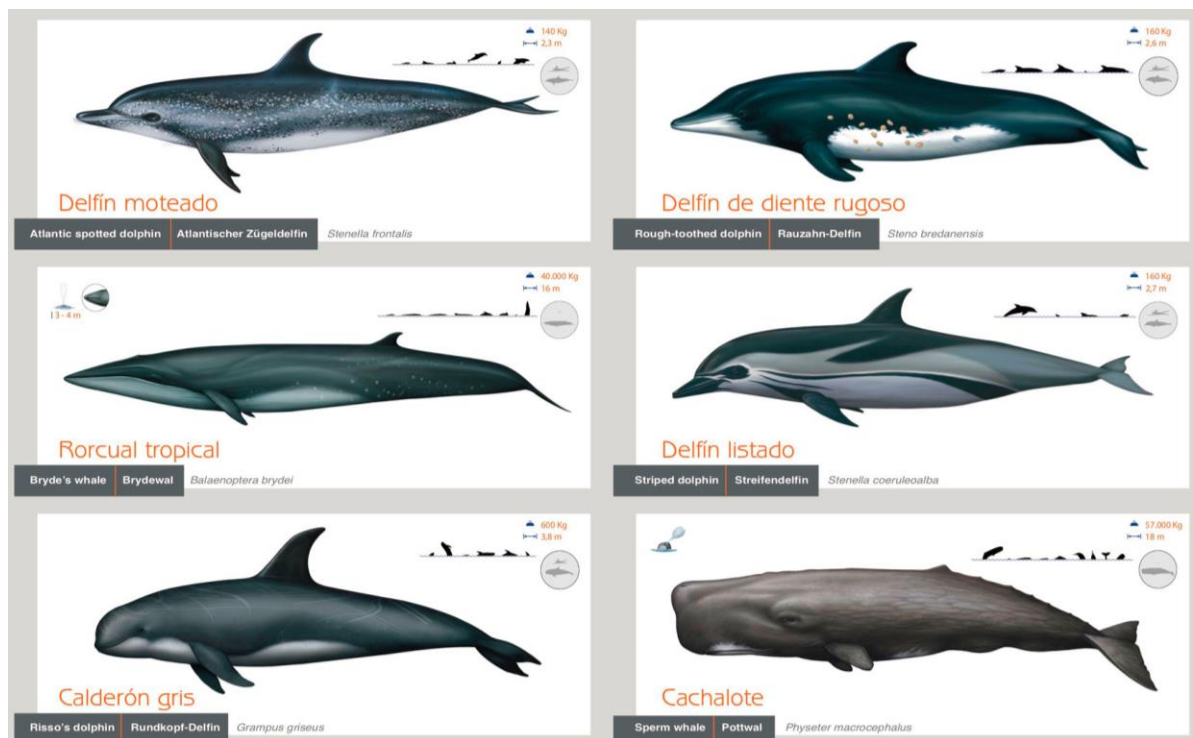 140 Kg
2,3 m
Delfín moteado
Atlantic spotted dolphin Atlantischer Zügeldelfin Stenella frontalis
160 Kg
2,6 m
Delfín de diente rugoso
Rough-toothed dolphin Rauzahn-Delfin Steno bredanensis
40.000 Kg
16 m
3 - 4 m
Rorcual tropical
Bryde's whale Brydewal Balaenoptera brydei
160 Kg
2,7 m
Delfín listado
Striped dolphin Streifendelfin Stenella coeruleoalba
600 Kg
3,8 m
Calderón gris
Risso's dolphin Rundkopf-Delfin Grampus griseus
57.000 Kg
18 m
Cachalote
Sperm whale Pottwal Physeter macrocephalus